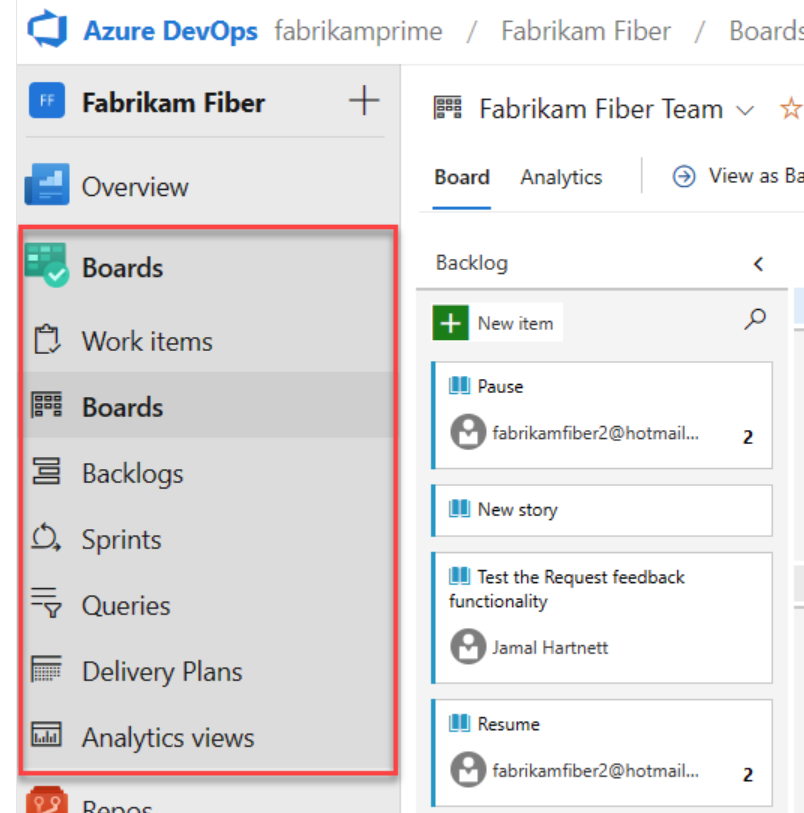 Azure DevOps fabrikamprime / Fabrikam Fiber / Boards
FF Fabrikam Fiber
Overview
Boards
Work items
Boards
Backlogs
Sprints
Queries
Delivery Plans
Analytics views
Repos
Fabrikam Fiber Team
Board Analytics View as Ba
Backlog
New item
Pause
fabrikamfiber2@hotmail... 2
New story
Test the Request feedback
functionality
Jamal Hartnett
Resume
fabrikamfiber2@hotmail... 2